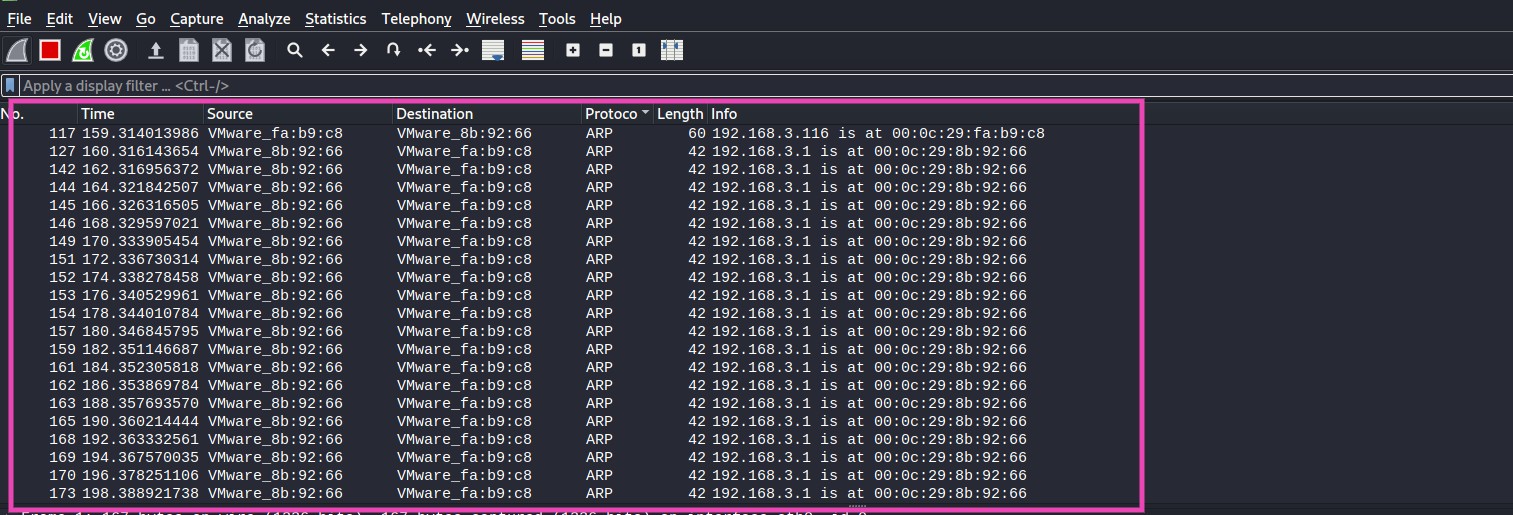 File Edit View Go Capture Analyze Statistics Telephony Wireless Tools Help
Apply a display filter … <Ctrl-/>
No. Time Source Destination Protoco Length Info
117 159.314013986 VMware_fa:b9:c8 VMware_8b:92:66 ARP 60 192.168.3.116 is at 00:0c:29:fa:b9:c8
127 160.316143654 VMware_8b:92:66 VMware_fa:b9:c8 ARP 42 192.168.3.1 is at 00:0c:29:8b:92:66
142 162.316956372 VMware_8b:92:66 VMware_fa:b9:c8 ARP 42 192.168.3.1 is at 00:0c:29:8b:92:66
144 164.321842507 VMware_8b:92:66 VMware_fa:b9:c8 ARP 42 192.168.3.1 is at 00:0c:29:8b:92:66
145 166.326316505 VMware_8b:92:66 VMware_fa:b9:c8 ARP 42 192.168.3.1 is at 00:0c:29:8b:92:66
146 168.329597021 VMware_8b:92:66 VMware_fa:b9:c8 ARP 42 192.168.3.1 is at 00:0c:29:8b:92:66
149 170.333905454 VMware_8b:92:66 VMware_fa:b9:c8 ARP 42 192.168.3.1 is at 00:0c:29:8b:92:66
151 172.336730314 VMware_8b:92:66 VMware_fa:b9:c8 ARP 42 192.168.3.1 is at 00:0c:29:8b:92:66
152 174.338278458 VMware_8b:92:66 VMware_fa:b9:c8 ARP 42 192.168.3.1 is at 00:0c:29:8b:92:66
153 176.340529961 VMware_8b:92:66 VMware_fa:b9:c8 ARP 42 192.168.3.1 is at 00:0c:29:8b:92:66
154 178.344010784 VMware_8b:92:66 VMware_fa:b9:c8 ARP 42 192.168.3.1 is at 00:0c:29:8b:92:66
157 180.346845795 VMware_8b:92:66 VMware_fa:b9:c8 ARP 42 192.168.3.1 is at 00:0c:29:8b:92:66
159 182.351146687 VMware_8b:92:66 VMware_fa:b9:c8 ARP 42 192.168.3.1 is at 00:0c:29:8b:92:66
161 184.352305818 VMware_8b:92:66 VMware_fa:b9:c8 ARP 42 192.168.3.1 is at 00:0c:29:8b:92:66
162 186.353869784 VMware_8b:92:66 VMware_fa:b9:c8 ARP 42 192.168.3.1 is at 00:0c:29:8b:92:66
163 188.357693570 VMware_8b:92:66 VMware_fa:b9:c8 ARP 42 192.168.3.1 is at 00:0c:29:8b:92:66
165 190.360214444 VMware_8b:92:66 VMware_fa:b9:c8 ARP 42 192.168.3.1 is at 00:0c:29:8b:92:66
168 192.363332561 VMware_8b:92:66 VMware_fa:b9:c8 ARP 42 192.168.3.1 is at 00:0c:29:8b:92:66
169 194.367570035 VMware_8b:92:66 VMware_fa:b9:c8 ARP 42 192.168.3.1 is at 00:0c:29:8b:92:66
170 196.378251106 VMware_8b:92:66 VMware_fa:b9:c8 ARP 42 192.168.3.1 is at 00:0c:29:8b:92:66
173 198.388921738 VMware_8b:92:66 VMware_fa:b9:c8 ARP 42 192.168.3.1 is at 00:0c:29:8b:92:66